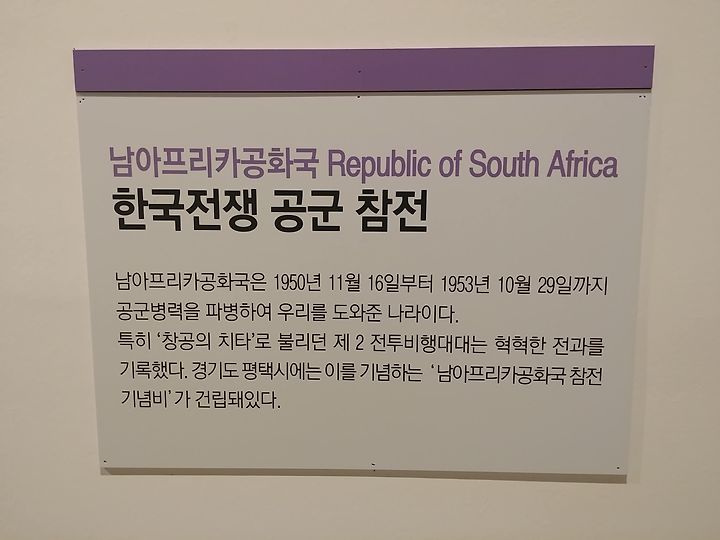 남아프리카공화국 Republic of South Africa
한국전쟁 공군 참전
남아프리카공화국은 1950년 11월 16일부터 1953년 10월 29일까지
공군병력을 파병하여 우리를 도와준 나라이다.
특히 ‘창공의 치타’로 불리던 제 2 전투비행대대는 혁혁한 전과를
기록했다. 경기도 평택시에는 이를 기념하는 ‘남아프리카공화국 참전
기념비’가 건립돼있다.